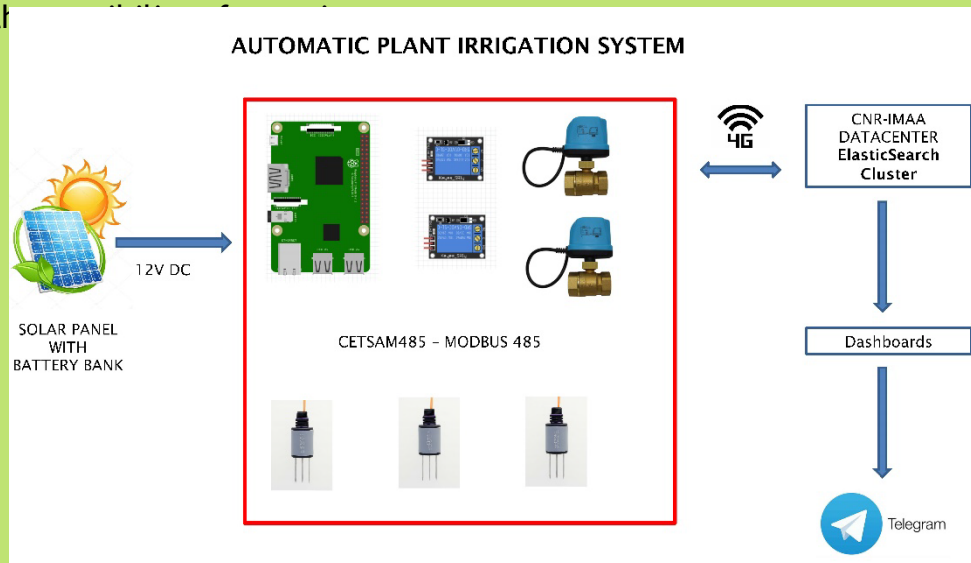 AUTOMATIC PLANT IRRIGATION SYSTEM
4G
CNR-IMAA
DATACENTER
ElasticSearch
Cluster
12V DC
SOLAR PANEL
WITH
BATTERY BANK
CETSAM485 – MODBUS 485
Dashboards
Telegram